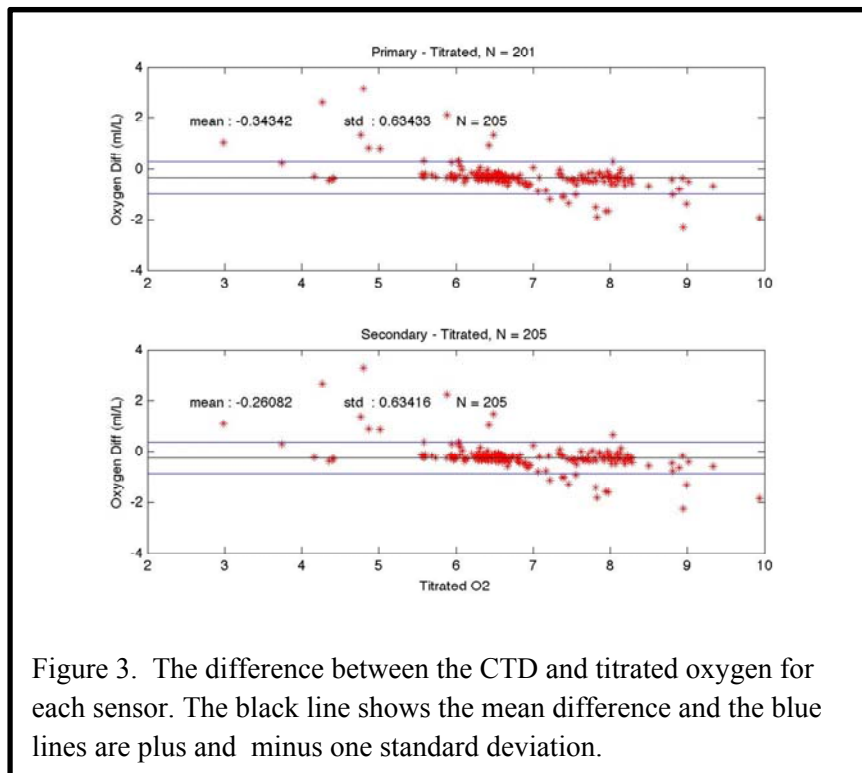 Primary - Titrated, N = 201
4
mean : -0.34342 std : 0.63433 N = 205
2
0
-2
-4
Oxygen Diff (ml/L)
2 3 4 5 6 7 8 9 10
Secondary - Titrated, N = 205
4
mean : -0.26082 std : 0.63416 N = 205
2
0
-2
-4
Oxygen Diff (ml/L)
2 3 4 5 6 7 8 9 10
Titrated O2
Figure 3. The difference between the CTD and titrated oxygen for
each sensor. The black line shows the mean difference and the blue
lines are plus and minus one standard deviation.